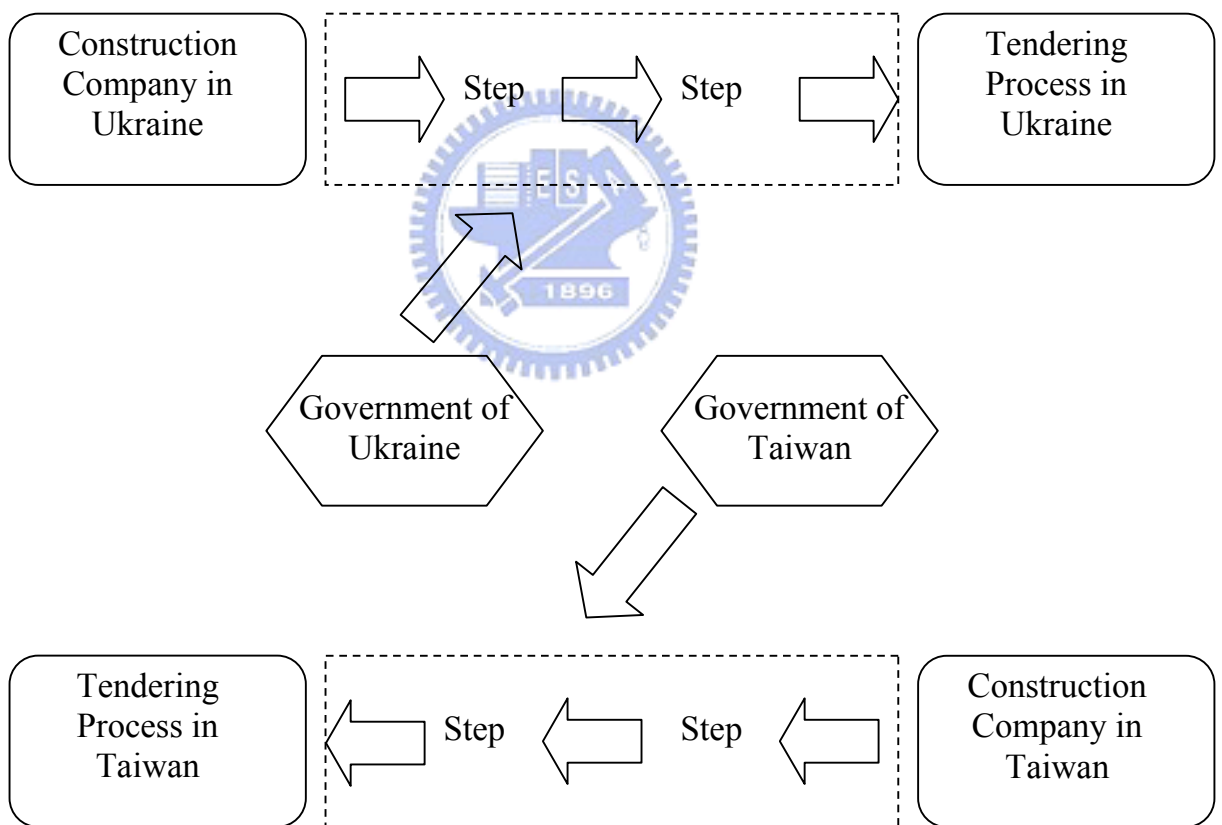 Construction
Company in
Ukraine
Step
Step
Tendering
Process in
Ukraine
E S A
1896
Government of
Ukraine
Government of
Taiwan
Tendering
Process in
Taiwan
Step
Step
Construction
Company in
Taiwan